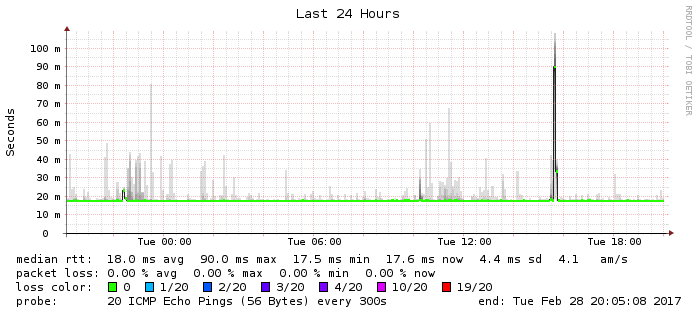 Last 24 Hours
RRDTOOL / TOBI OETIKER
Seconds
100 m
90 m
80 m
70 m
60 m
50 m
40 m
30 m
20 m
10 m
0
Tue 00:00 Tue 06:00 Tue 12:00 Tue 18:00
median rtt: 18.0 ms avg 90.0 ms max 17.5 ms min 17.6 ms now 4.4 ms sd 4.1 am/s
packet loss: 0.00 % avg 0.00 % max 0.00 % min 0.00 % now
loss color: 0 1/20 2/20 3/20 4/20 10/20 19/20
probe: 20 ICMP Echo Pings (56 Bytes) every 300s end: Tue Feb 28 20:05:08 2017